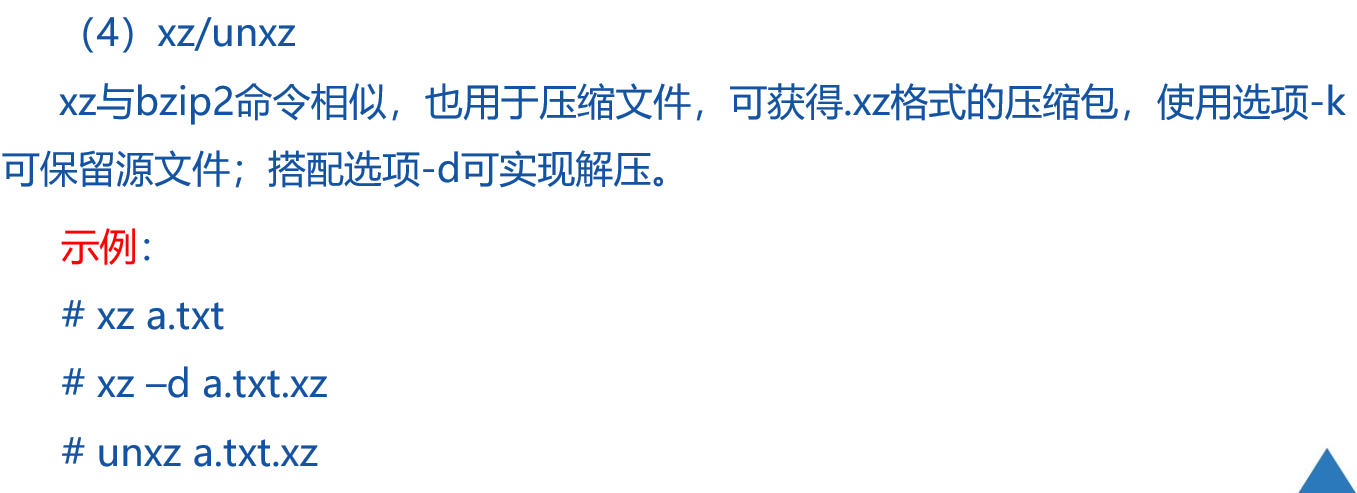 （4）xz/unxz
xz与bzip2命令相似，也用于压缩文件，可获得.xz格式的压缩包，使用选项-k
可保留源文件；搭配选项-d可实现解压。
示例：
# xz a.txt
# xz –d a.txt.xz
# unxz a.txt.xz